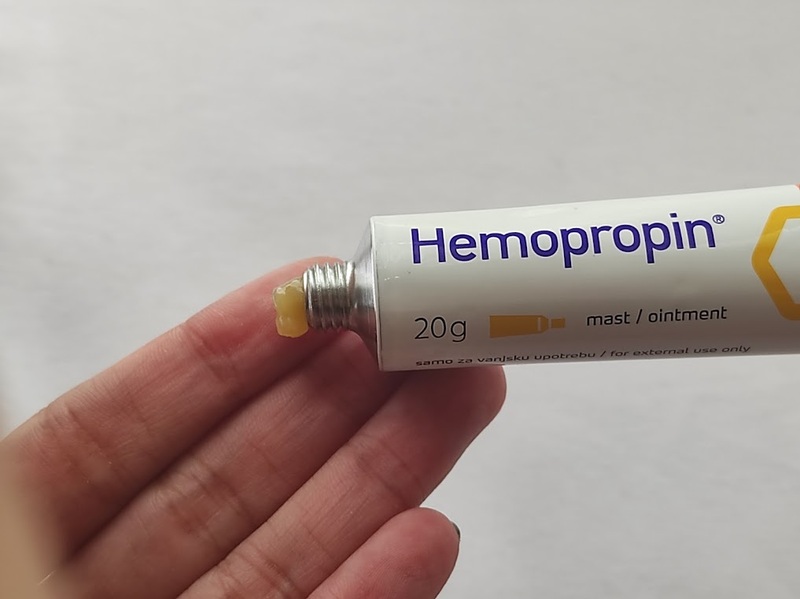 Hemopropin®
20g mast / ointment
samo za vanjsku upotrebu / for external use only